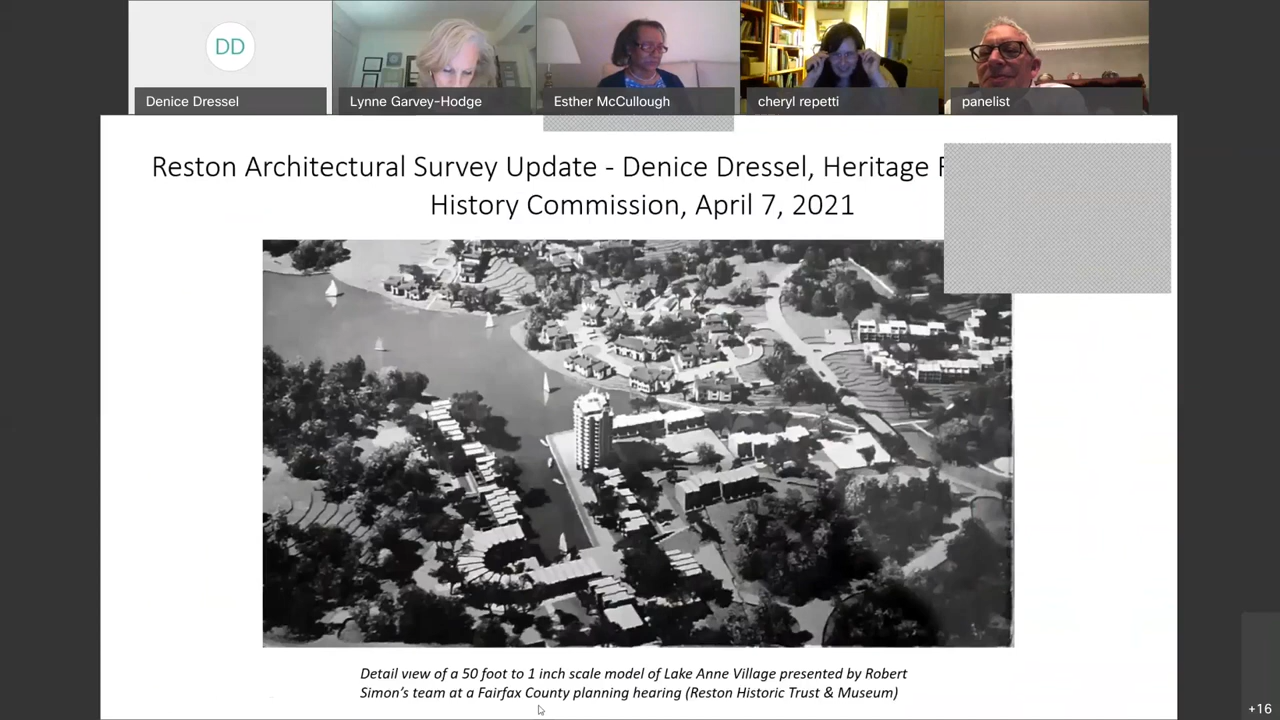 DD
Denice Dressel
Lynne Garvey-Hodge
Esther McCullough
cheryl repetti
panelist
Reston Architectural Survey Update - Denice Dressel, Heritage
History Commission, April 7, 2021
Detail view of a 50 foot to 1 inch scale model of Lake Anne Village presented by Robert
Simon's team at a Fairfax County planning hearing (Reston Historic Trust & Museum)
+16